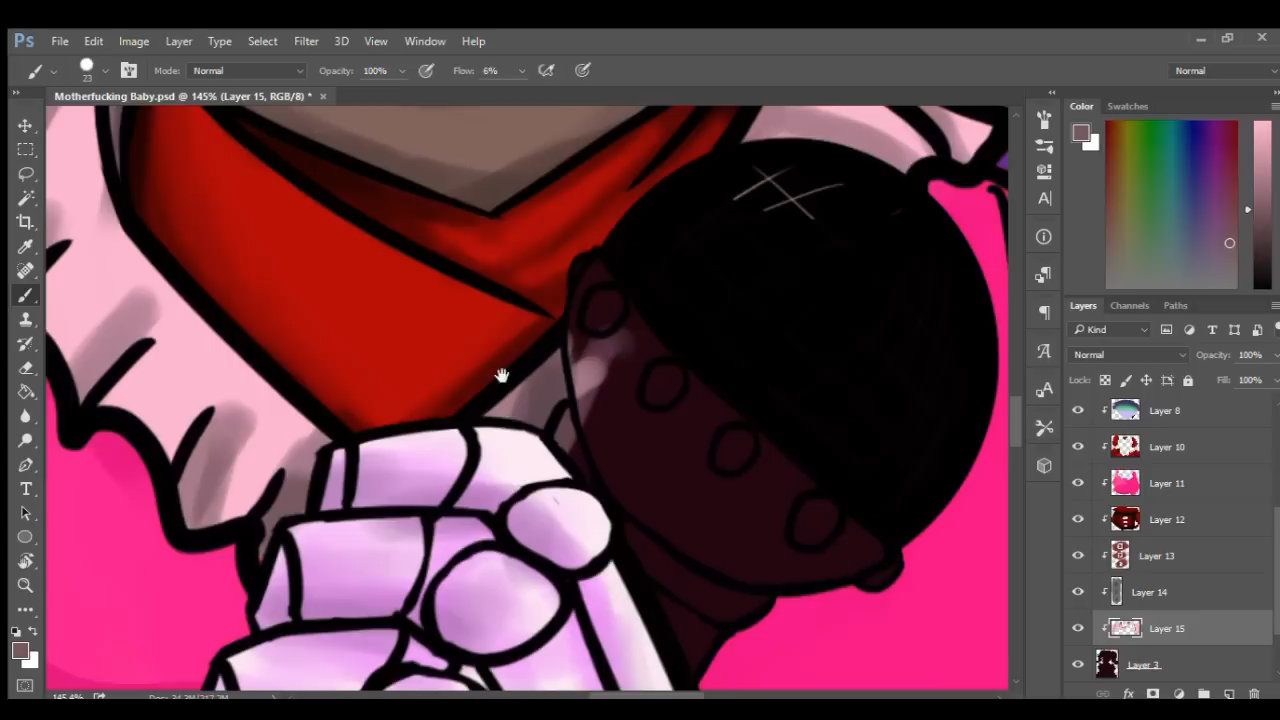 Ps File Edit Image Layer Type Select Filter 3D View Window Help
23 Mode: Normal Opacity: 100% Flow: 6% Normal
Motherfucking Baby.psd @ 145% (Layer 15, RGB/8) * ×
Color Swatches
Layers Channels Paths
Kind
Normal Opacity: 100%
Lock: Fill: 100%
Layer 8
Layer 10
Layer 11
Layer 12
Layer 13
Layer 14
Layer 15
Layer 3
fx